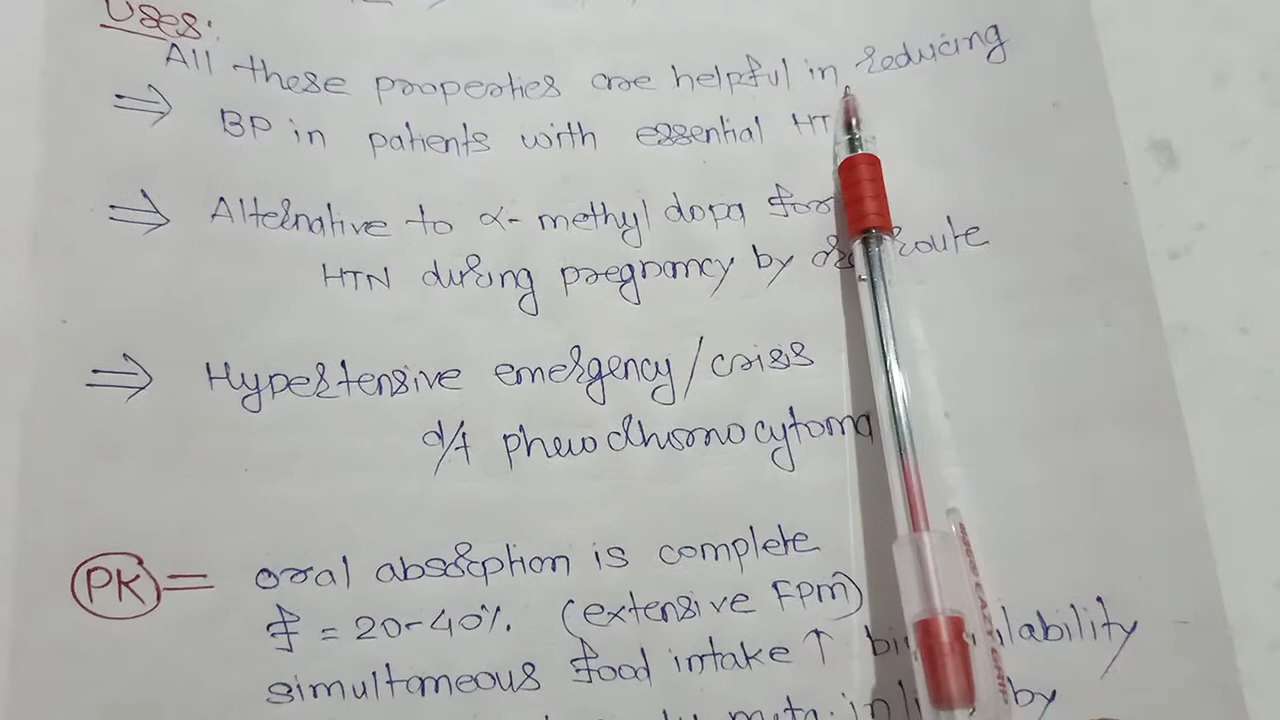 Uses:
All these properties are helpful in reducing
⇒ BP in patients with essential HT
⇒ Alternative to α-methyl dopa for
HTN during pregnancy by route
⇒ Hypertensive emergency/crisis
d/t pheochromocytoma
PK = oral absorption is complete
f = 20-40%. (extensive FPM)
simultaneous food intake ↑ bioavailability
by